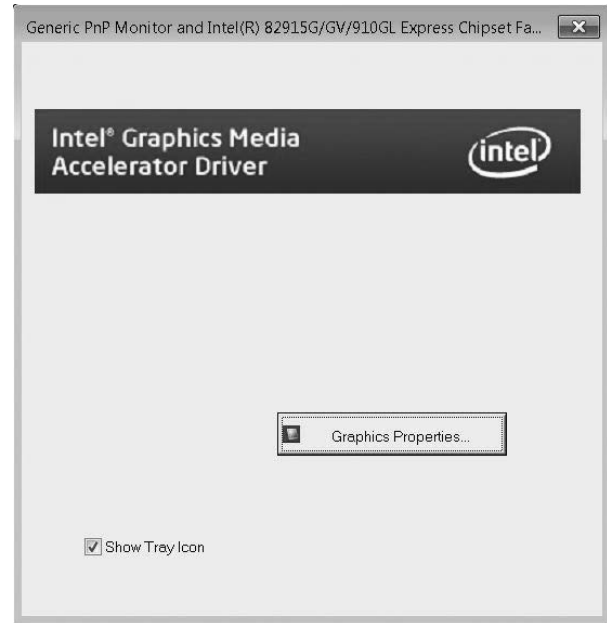 Generic PnP Monitor and Intel(R) 82915G/GV/910GL Express Chipset Fa...
Intel® Graphics Media
Accelerator Driver
intel
Graphics Properties...
Show Tray Icon